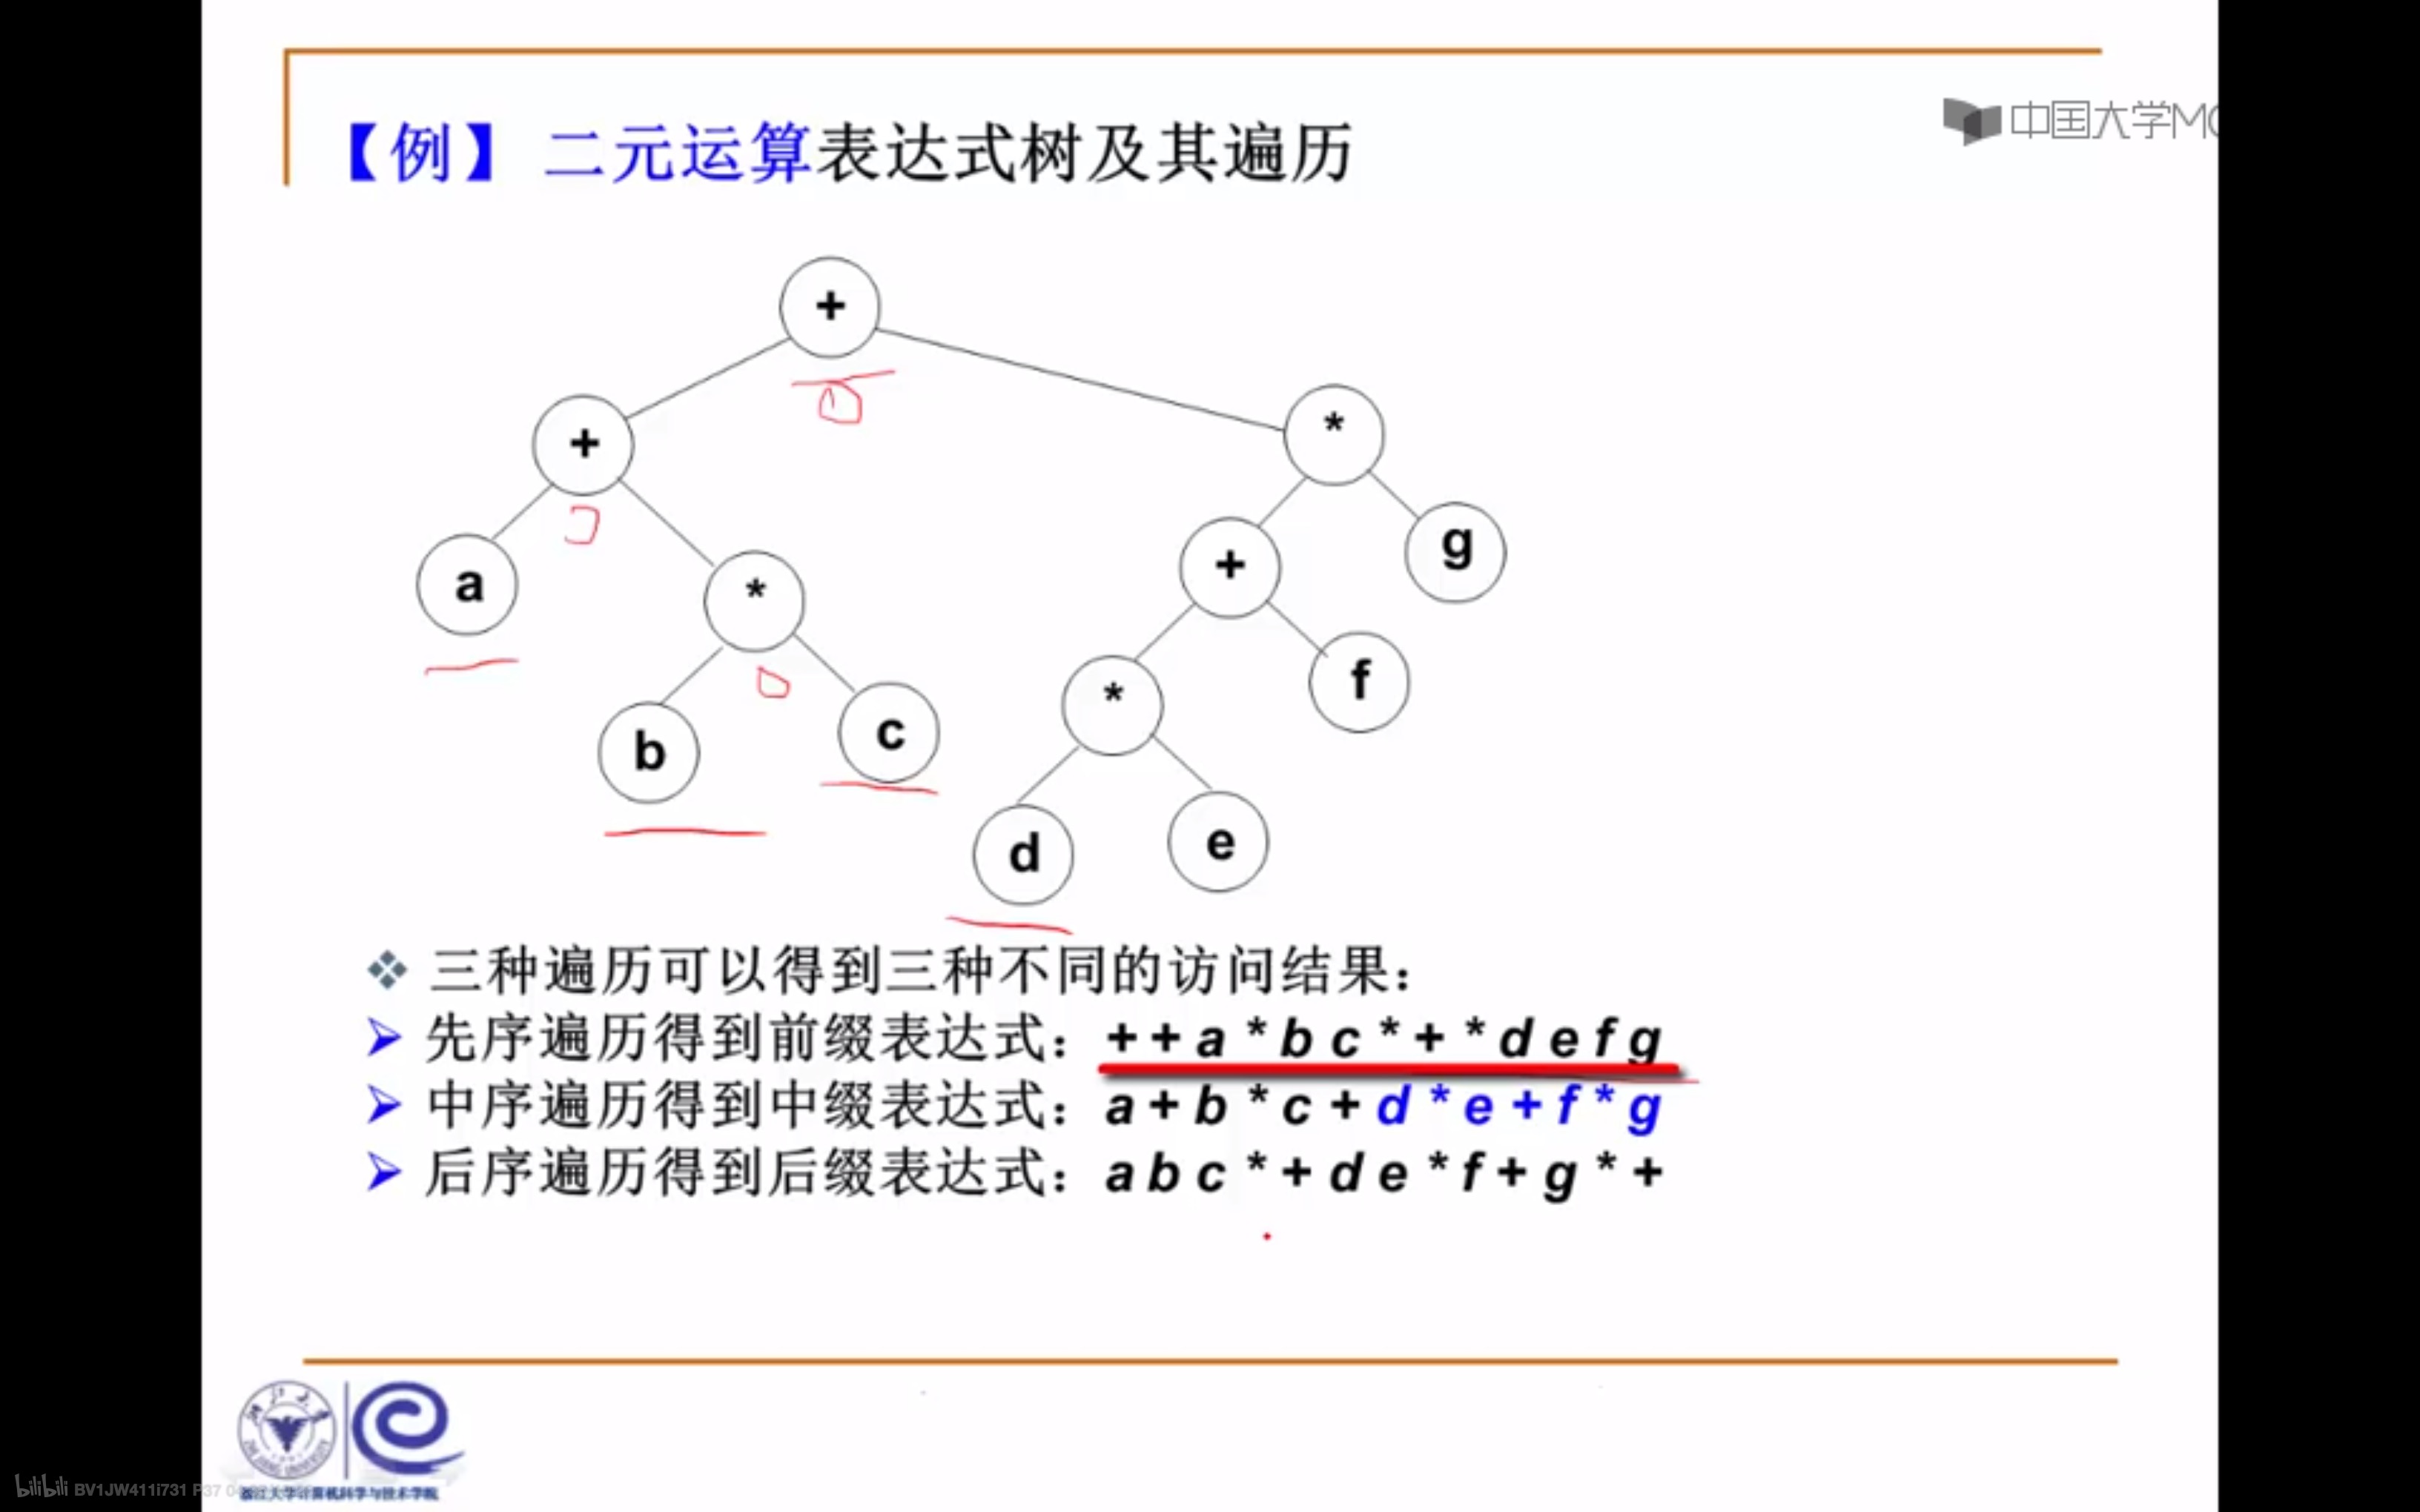 中国大学MO
【例】 二元运算表达式树及其遍历
+
+ *
a * + g
b c * f
d e
三种遍历可以得到三种不同的访问结果：
先序遍历得到前缀表达式：+ + a * b c * + * d e f g
中序遍历得到中缀表达式：a + b * c + d * e + f * g
后序遍历得到后缀表达式：a b c * + d e * f + g * +
浙江大学计算机科学与技术学院
bilibili BV1JW411i731 P37